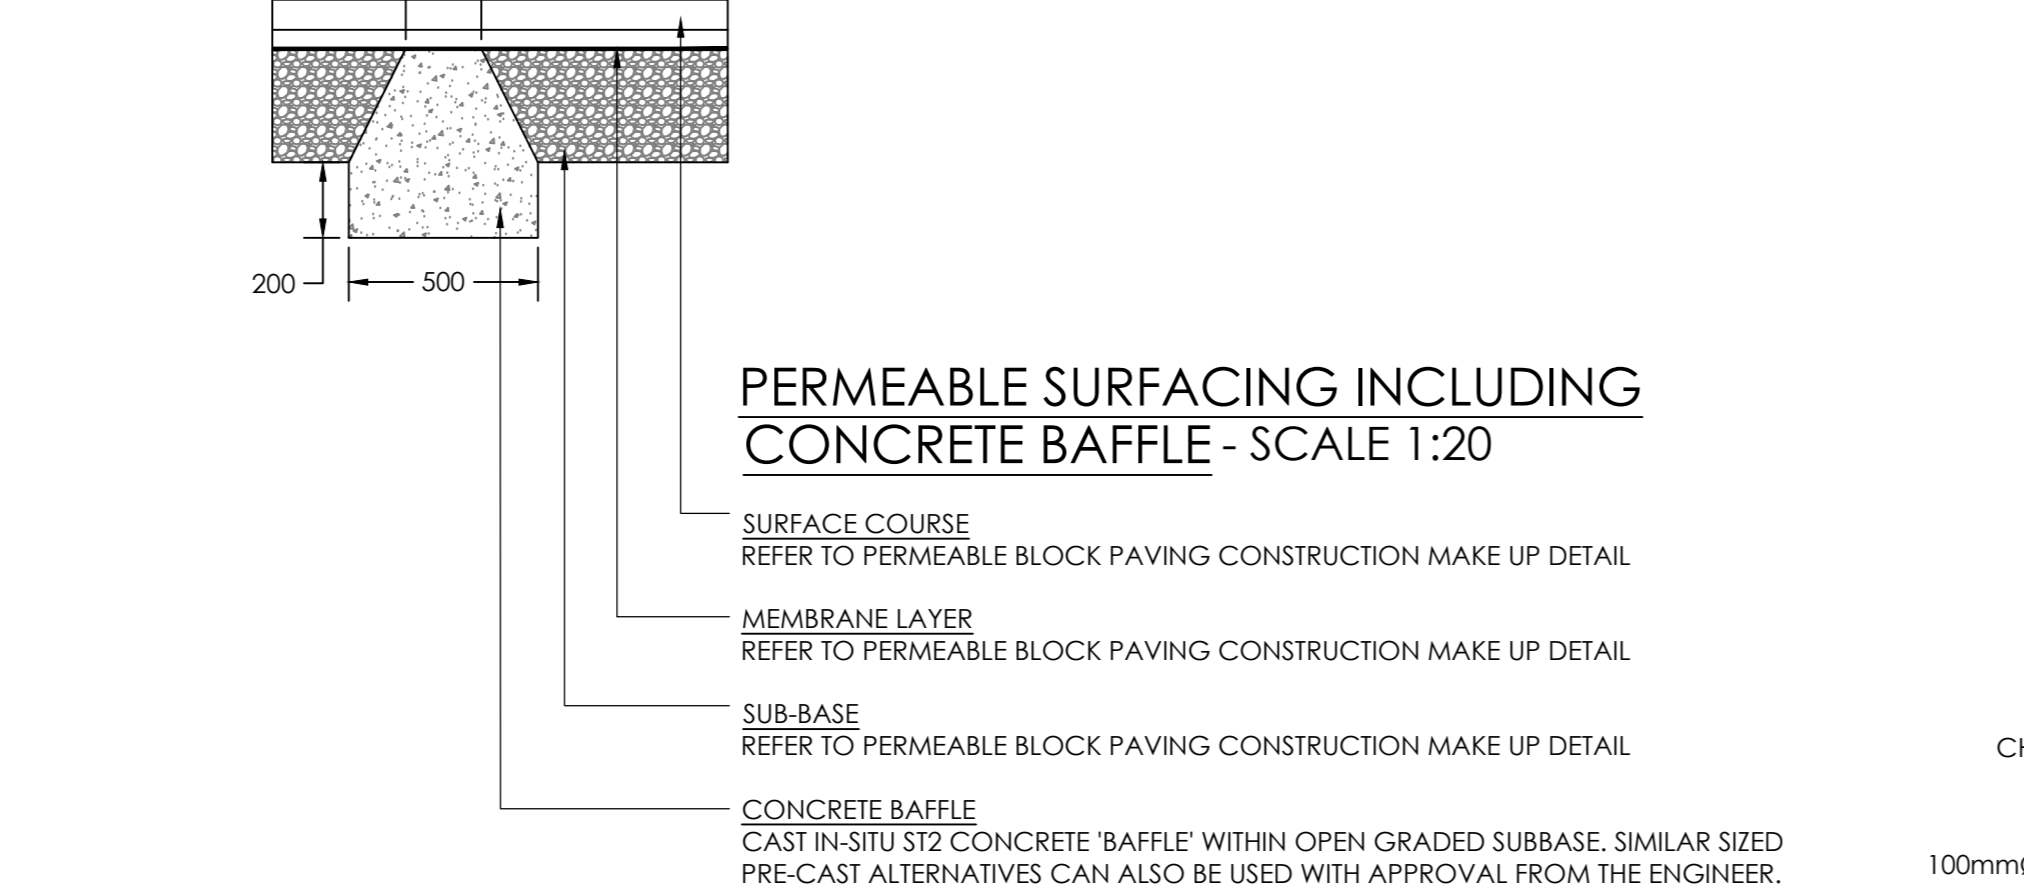 200
500
PERMEABLE SURFACING INCLUDING
CONCRETE BAFFLE - SCALE 1:20
SURFACE COURSE
REFER TO PERMEABLE BLOCK PAVING CONSTRUCTION MAKE UP DETAIL
MEMBRANE LAYER
REFER TO PERMEABLE BLOCK PAVING CONSTRUCTION MAKE UP DETAIL
SUB-BASE
REFER TO PERMEABLE BLOCK PAVING CONSTRUCTION MAKE UP DETAIL
CONCRETE BAFFLE
CAST IN-SITU ST2 CONCRETE 'BAFFLE' WITHIN OPEN GRADED SUBBASE. SIMILAR SIZED
PRE-CAST ALTERNATIVES CAN ALSO BE USED WITH APPROVAL FROM THE ENGINEER.
100mm